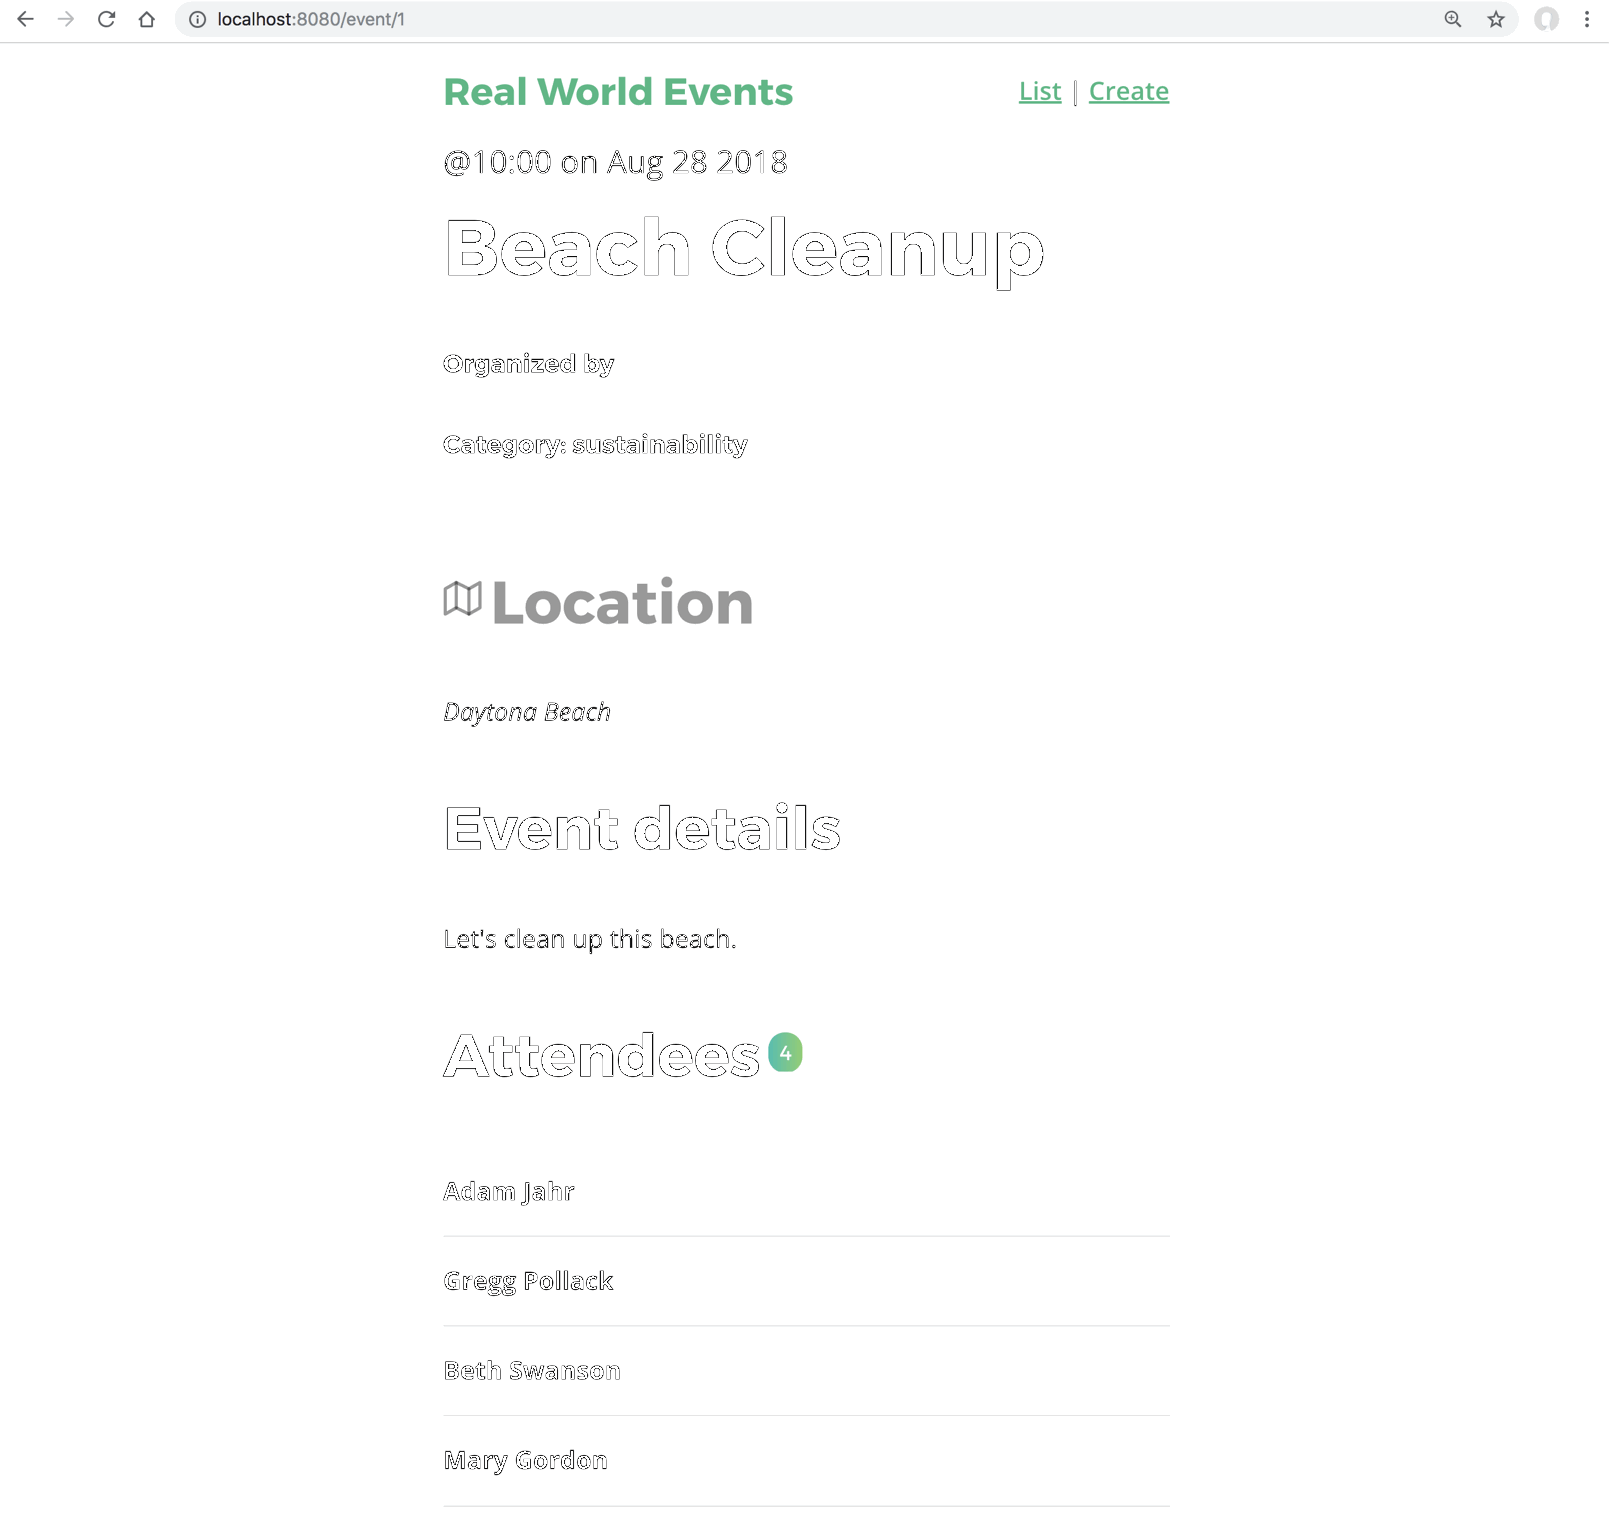 localhost:8080/event/1
Real World Events
List | Create
@10:00 on Aug 28 2018
Beach Cleanup
Organized by
Category: sustainability
Location
Daytona Beach
Event details
Let's clean up this beach.
Attendees 4
Adam Jahr
Gregg Pollack
Beth Swanson
Mary Gordon